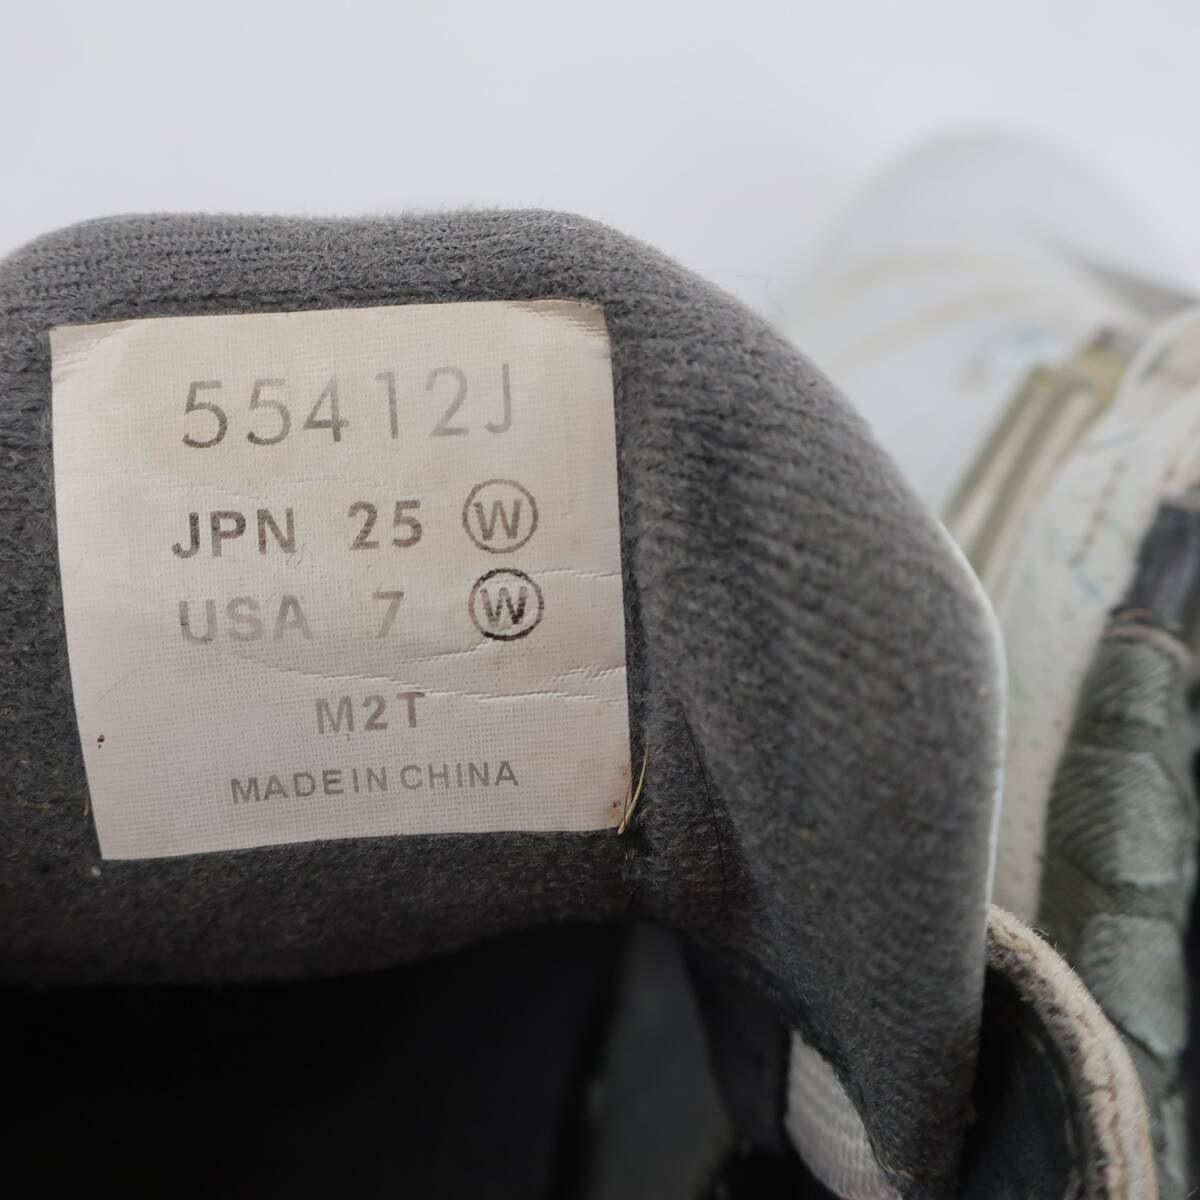 55412J
JPN 25 Ⓦ
USA 7 Ⓦ
M2T
MADE IN CHINA